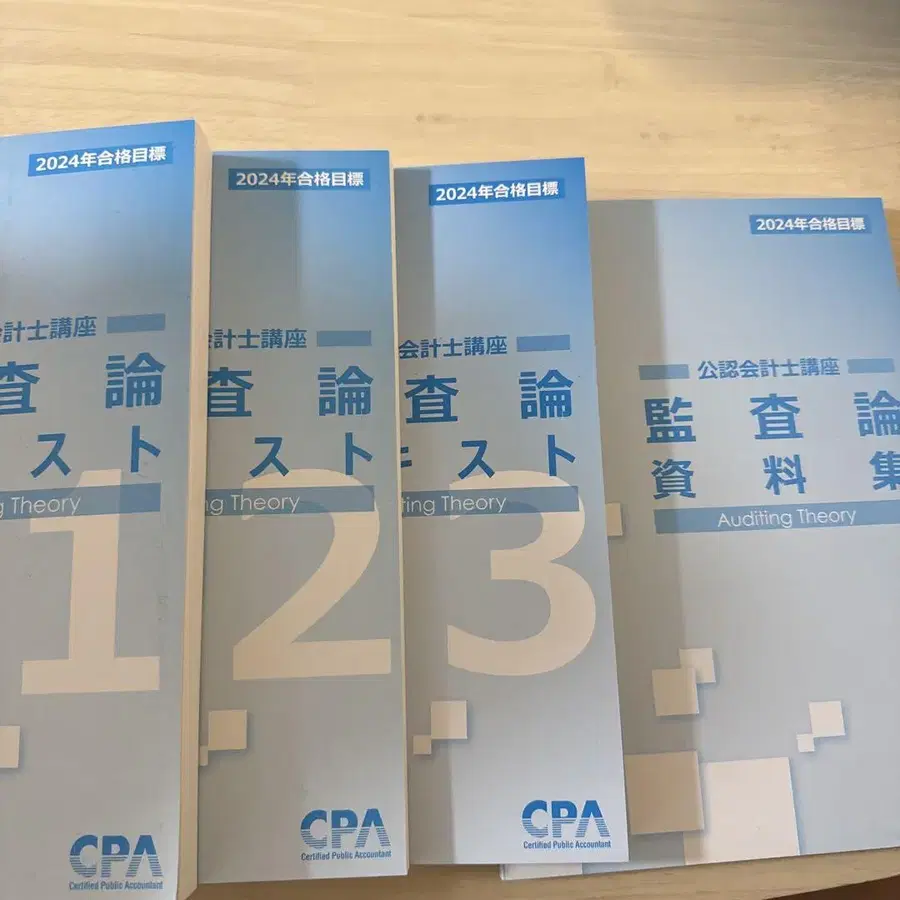 2024年合格目標
会計士講座
査論
スト
g Theory
1
CPA
Certified Public Accountant
2024年合格目標
計士講座
査論
スト
ng Theory
2
CPA
Certified Public Accountant
2024年合格目標
会計士講座
査論
キスト
ting Theory
3
CPA
Certified Public Accountant
2024年合格目標
公認会計士講座
監査論
資料集
Auditing Theory